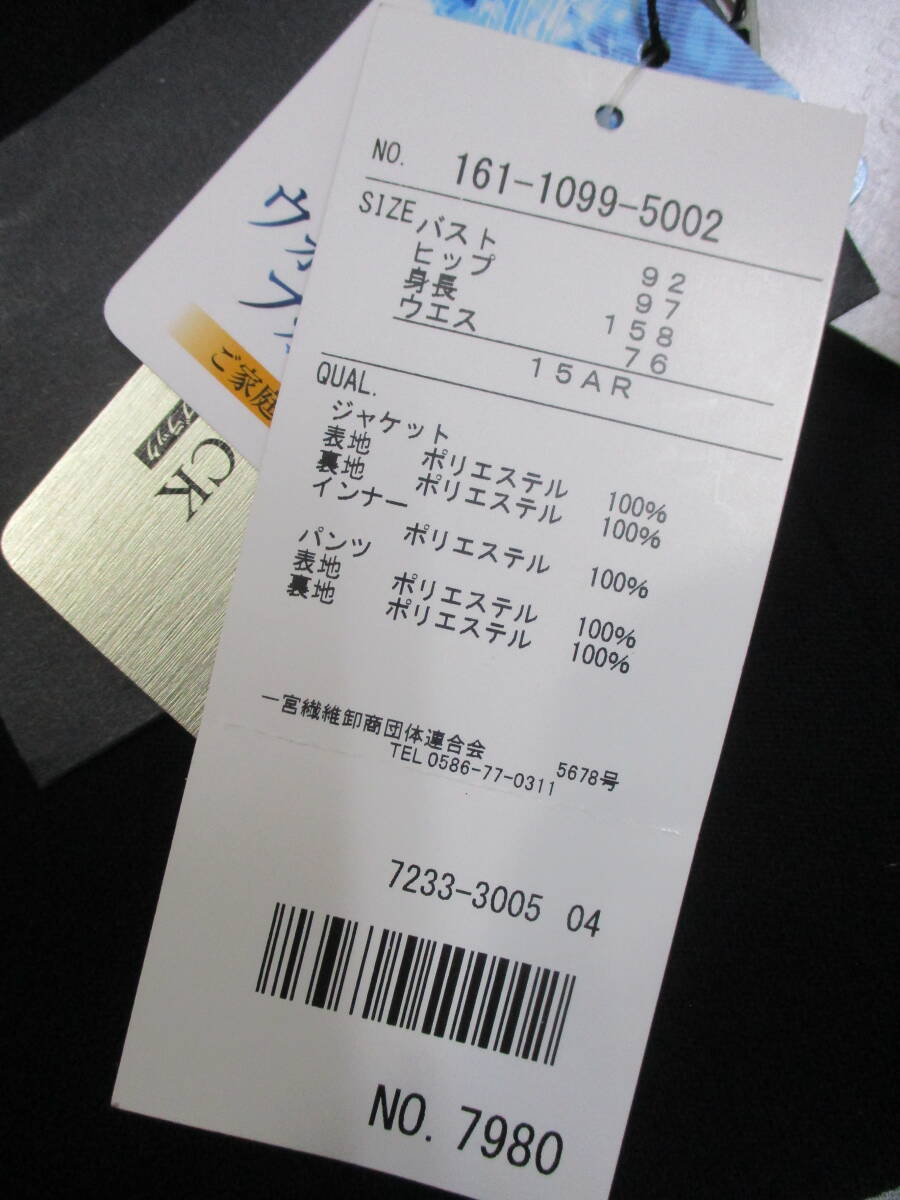 NO. 161-1099-5002
SIZE バスト 92
ヒップ 97
身長 158
ウエス 76
15AR
QUAL.
ジャケット
表地 ポリエステル 100%
裏地 ポリエステル 100%
インナー
ポリエステル 100%
パンツ
表地 ポリエステル 100%
裏地 ポリエステル 100%
一宮繊維卸商団体連合会 5678号
TEL 0586-77-0311
7233-3005 04
NO. 7980
ご家庭
CK
ブラック